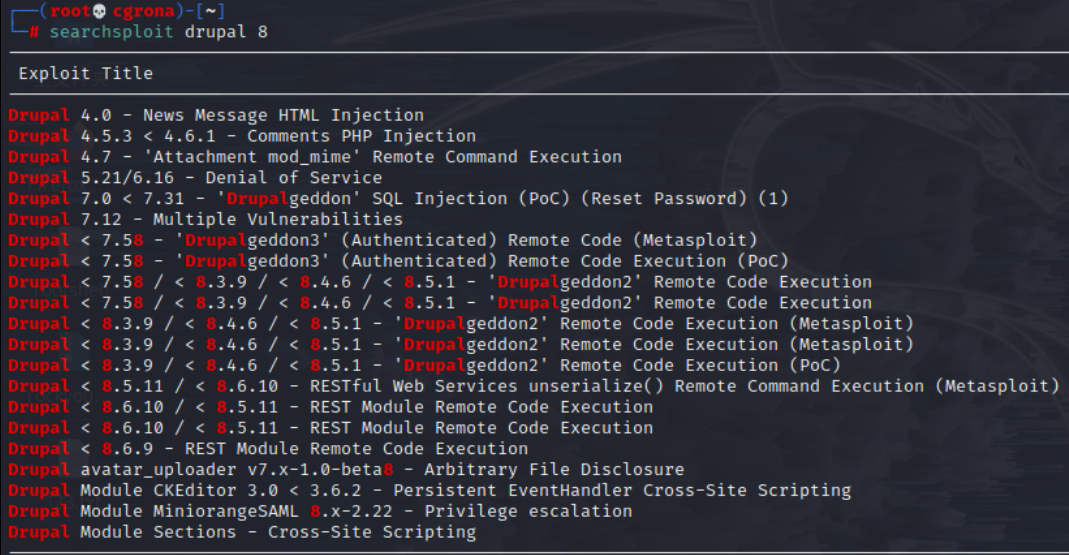 ┌──(root💀cgrona)-[~]
└─# searchsploit drupal 8
Exploit Title
Drupal 4.0 - News Message HTML Injection
Drupal 4.5.3 < 4.6.1 - Comments PHP Injection
Drupal 4.7 - 'Attachment mod_mime' Remote Command Execution
Drupal 5.21/6.16 - Denial of Service
Drupal 7.0 < 7.31 - 'Drupalgeddon' SQL Injection (PoC) (Reset Password) (1)
Drupal 7.12 - Multiple Vulnerabilities
Drupal < 7.58 - 'Drupalgeddon3' (Authenticated) Remote Code (Metasploit)
Drupal < 7.58 - 'Drupalgeddon3' (Authenticated) Remote Code Execution (PoC)
Drupal < 7.58 / < 8.3.9 / < 8.4.6 / < 8.5.1 - 'Drupalgeddon2' Remote Code Execution
Drupal < 7.58 / < 8.3.9 / < 8.4.6 / < 8.5.1 - 'Drupalgeddon2' Remote Code Execution
Drupal < 8.3.9 / < 8.4.6 / < 8.5.1 - 'Drupalgeddon2' Remote Code Execution (Metasploit)
Drupal < 8.3.9 / < 8.4.6 / < 8.5.1 - 'Drupalgeddon2' Remote Code Execution (Metasploit)
Drupal < 8.3.9 / < 8.4.6 / < 8.5.1 - 'Drupalgeddon2' Remote Code Execution (PoC)
Drupal < 8.5.11 / < 8.6.10 - RESTful Web Services unserialize() Remote Command Execution (Metasploit)
Drupal < 8.6.10 / < 8.5.11 - REST Module Remote Code Execution
Drupal < 8.6.10 / < 8.5.11 - REST Module Remote Code Execution
Drupal < 8.6.9 - REST Module Remote Code Execution
Drupal avatar_uploader v7.x-1.0-beta8 - Arbitrary File Disclosure
Drupal Module CKEditor 3.0 < 3.6.2 - Persistent EventHandler Cross-Site Scripting
Drupal Module MiniorangeSAML 8.x-2.22 - Privilege escalation
Drupal Module Sections - Cross-Site Scripting